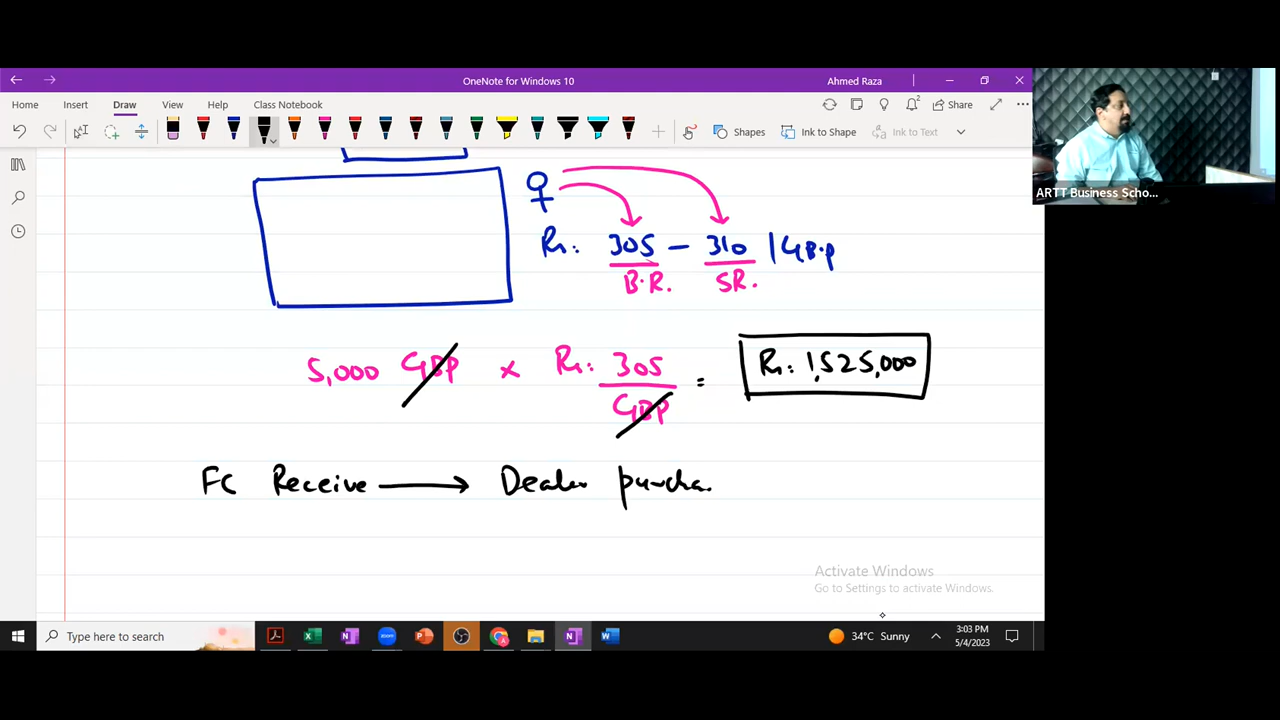 OneNote for Windows 10
Ahmed Raza
Home Insert Draw View Help Class Notebook
Share
Shapes Ink to Shape Ink to Text
ARTT Business Scho...
Rs: 305 - 310 / GBP
B.R. SR.
5,000 GBP x Rs: 305 / GBP = Rs: 1,525,000
FC Receive → Dealer purcha.
Activate Windows
Go to Settings to activate Windows.
Type here to search
34°C Sunny
3:03 PM
5/4/2023
2